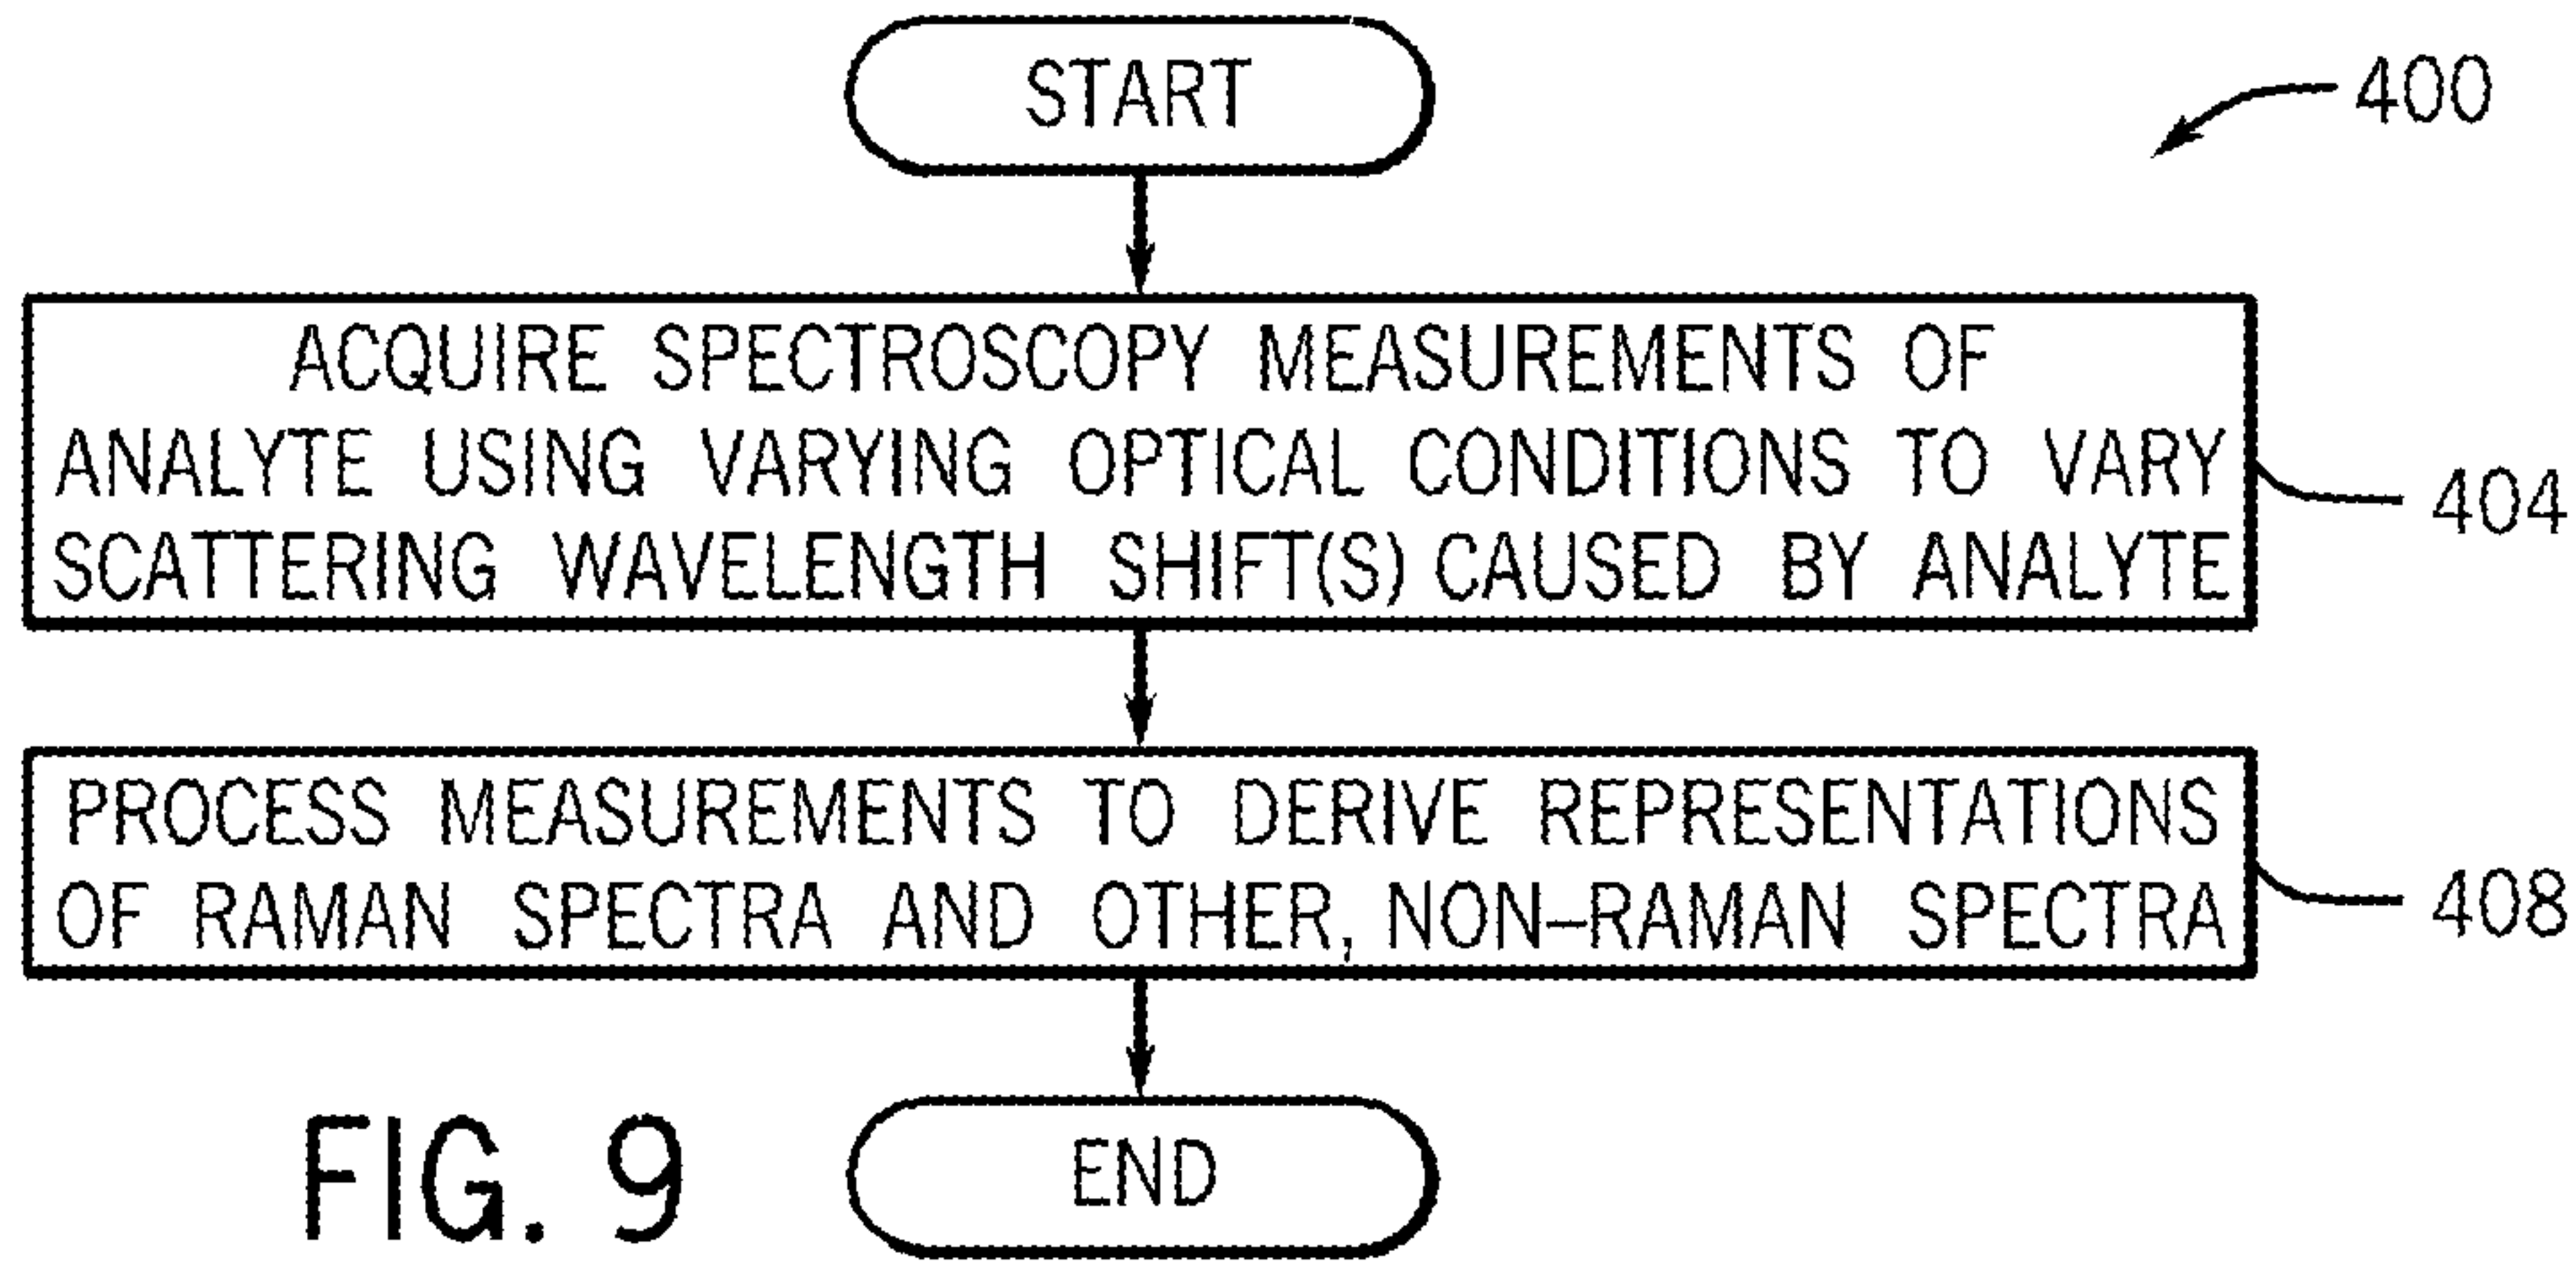 START
400
ACQUIRE SPECTROSCOPY MEASUREMENTS OF
ANALYTE USING VARYING OPTICAL CONDITIONS TO VARY
SCATTERING WAVELENGTH SHIFT(S) CAUSED BY ANALYTE
404
PROCESS MEASUREMENTS TO DERIVE REPRESENTATIONS
OF RAMAN SPECTRA AND OTHER, NON–RAMAN SPECTRA
408
END
FIG. 9